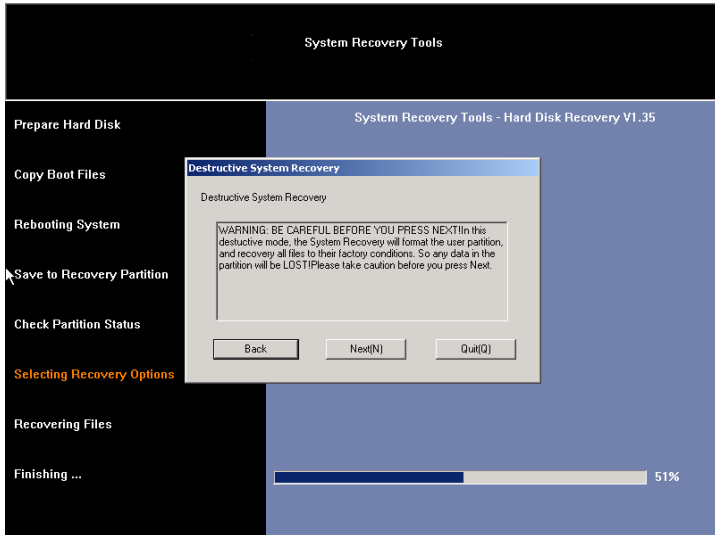 System Recovery Tools
System Recovery Tools - Hard Disk Recovery V1.35
Prepare Hard Disk
Copy Boot Files
Rebooting System
Save to Recovery Partition
Check Partition Status
Selecting Recovery Options
Recovering Files
Finishing ...
Destructive System Recovery
Destructive System Recovery
WARNING: BE CAREFUL BEFORE YOU PRESS NEXT!In this
destuctive mode, the System Recovery will format the user partition,
and recovery all files to their factory conditions. So any data in the
partition will be LOST!Please take caution before you press Next.
Back
Next(N)
Quit(Q)
51%